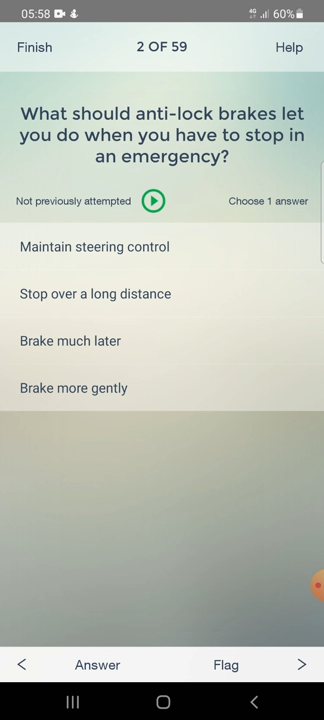 05:58 4G 60%
Finish 2 OF 59 Help
What should anti-lock brakes let
you do when you have to stop in
an emergency?
Not previously attempted Choose 1 answer
Maintain steering control
Stop over a long distance
Brake much later
Brake more gently
< Answer Flag >